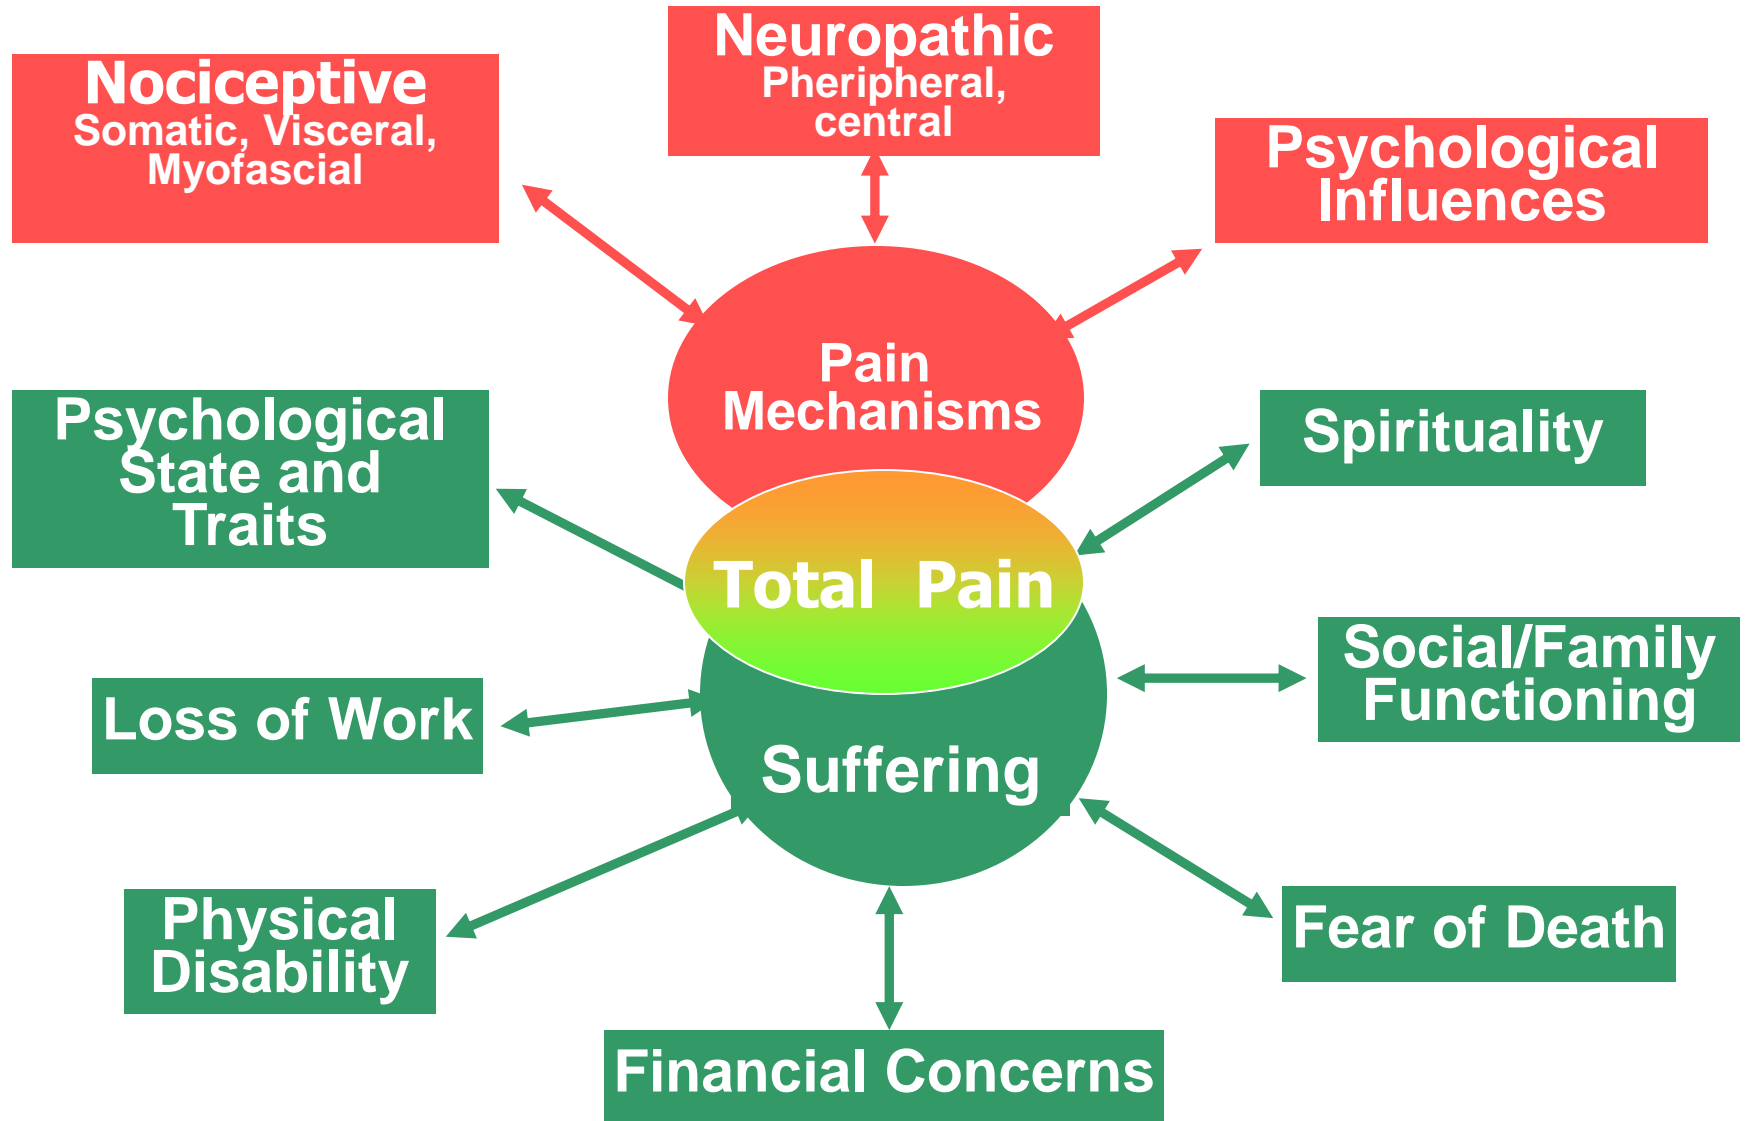 Neuropathic
Pheripheral,
central
Nociceptive
Somatic, Visceral,
Myofascial
Psychological
Influences
Pain
Mechanisms
Psychological
State and
Traits
Spirituality
Total Pain
Social/Family
Functioning
Loss of Work
Suffering
Physical
Disability
Fear of Death
Financial Concerns